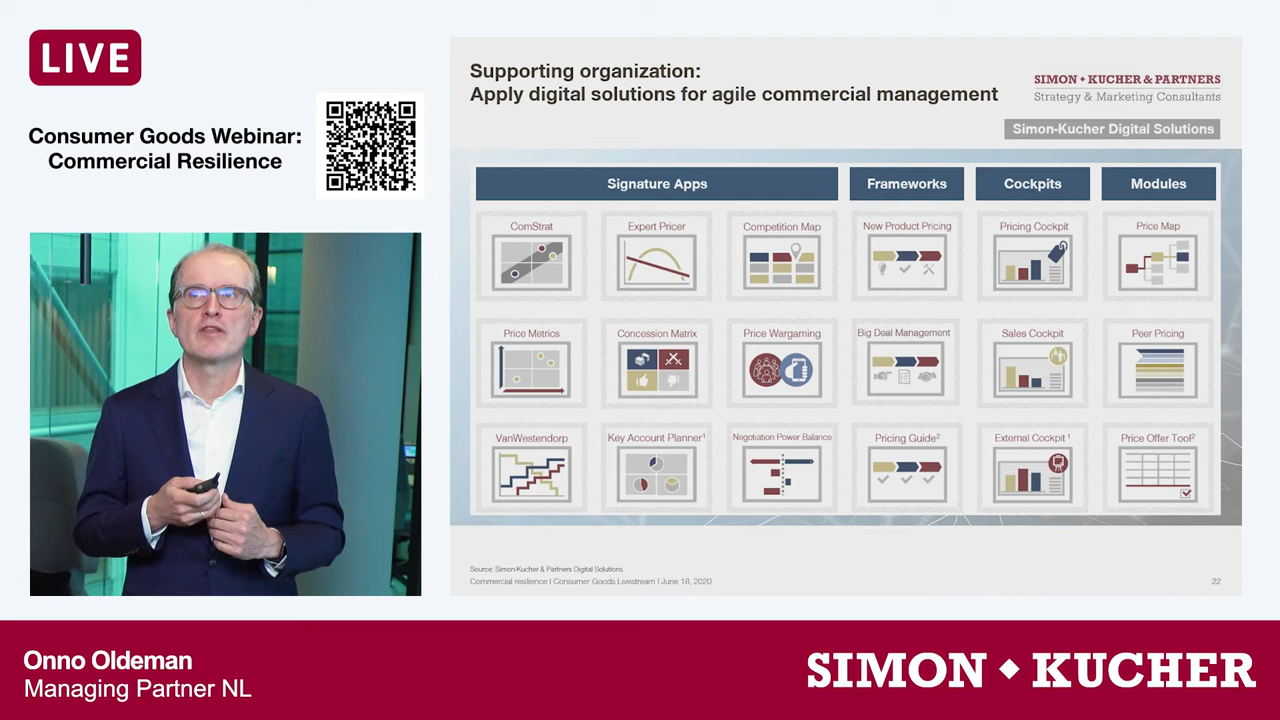 LIVE
Consumer Goods Webinar:
Commercial Resilience
Supporting organization:
Apply digital solutions for agile commercial management
SIMON ◆ KUCHER & PARTNERS
Strategy & Marketing Consultants
Simon-Kucher Digital Solutions
Signature Apps
Frameworks
Cockpits
Modules
ComStrat
Expert Pricer
Competition Map
New Product Pricing
Pricing Cockpit
Price Map
Price Metrics
Concession Matrix
Price Wargaming
Big Deal Management
Sales Cockpit
Peer Pricing
VanWestendorp
Key Account Planner¹
Negotiation Power Balance
Pricing Guide²
External Cockpit ¹
Price Offer Tool²
Source: Simon-Kucher & Partners Digital Solutions
Commercial resilience I Consumer Goods Livestream I June 18, 2020
22
Onno Oldeman
Managing Partner NL
SIMON ◆ KUCHER